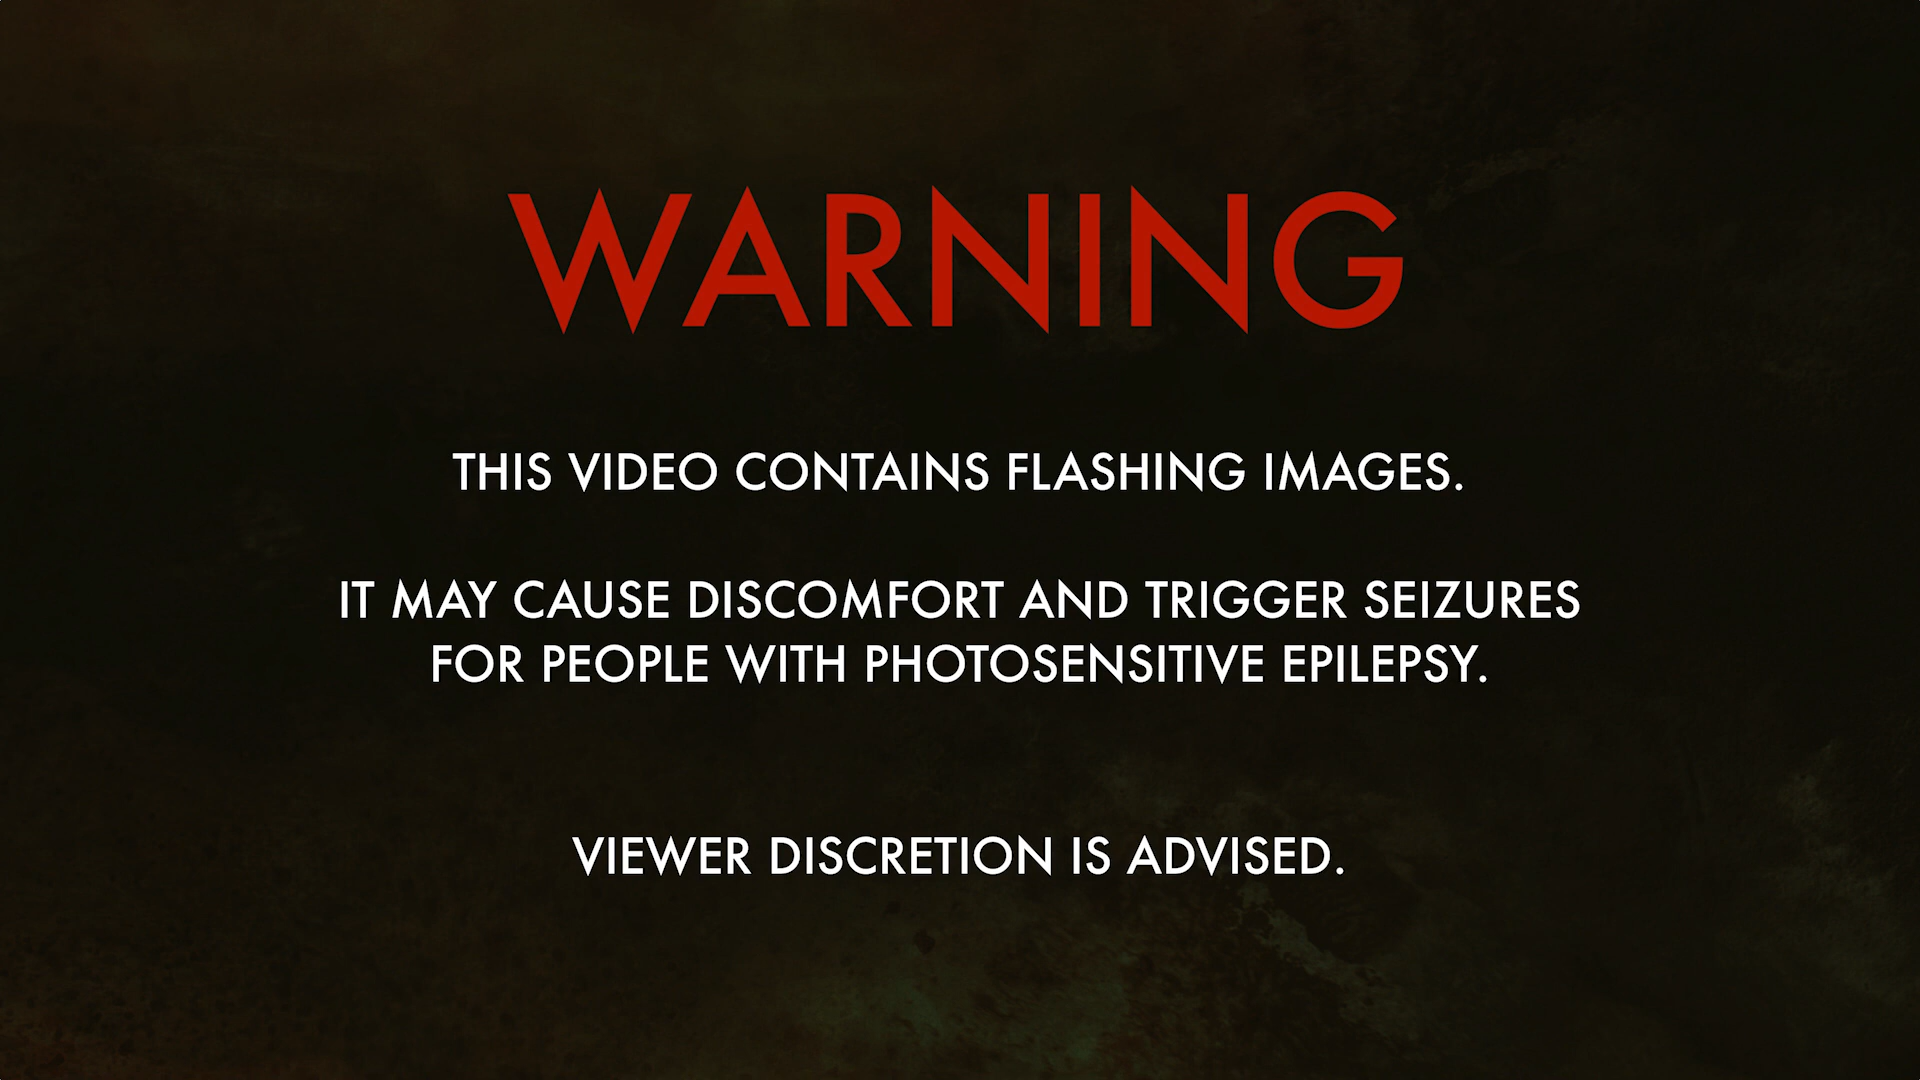 WARNING
THIS VIDEO CONTAINS FLASHING IMAGES.
IT MAY CAUSE DISCOMFORT AND TRIGGER SEIZURES
FOR PEOPLE WITH PHOTOSENSITIVE EPILEPSY.
VIEWER DISCRETION IS ADVISED.